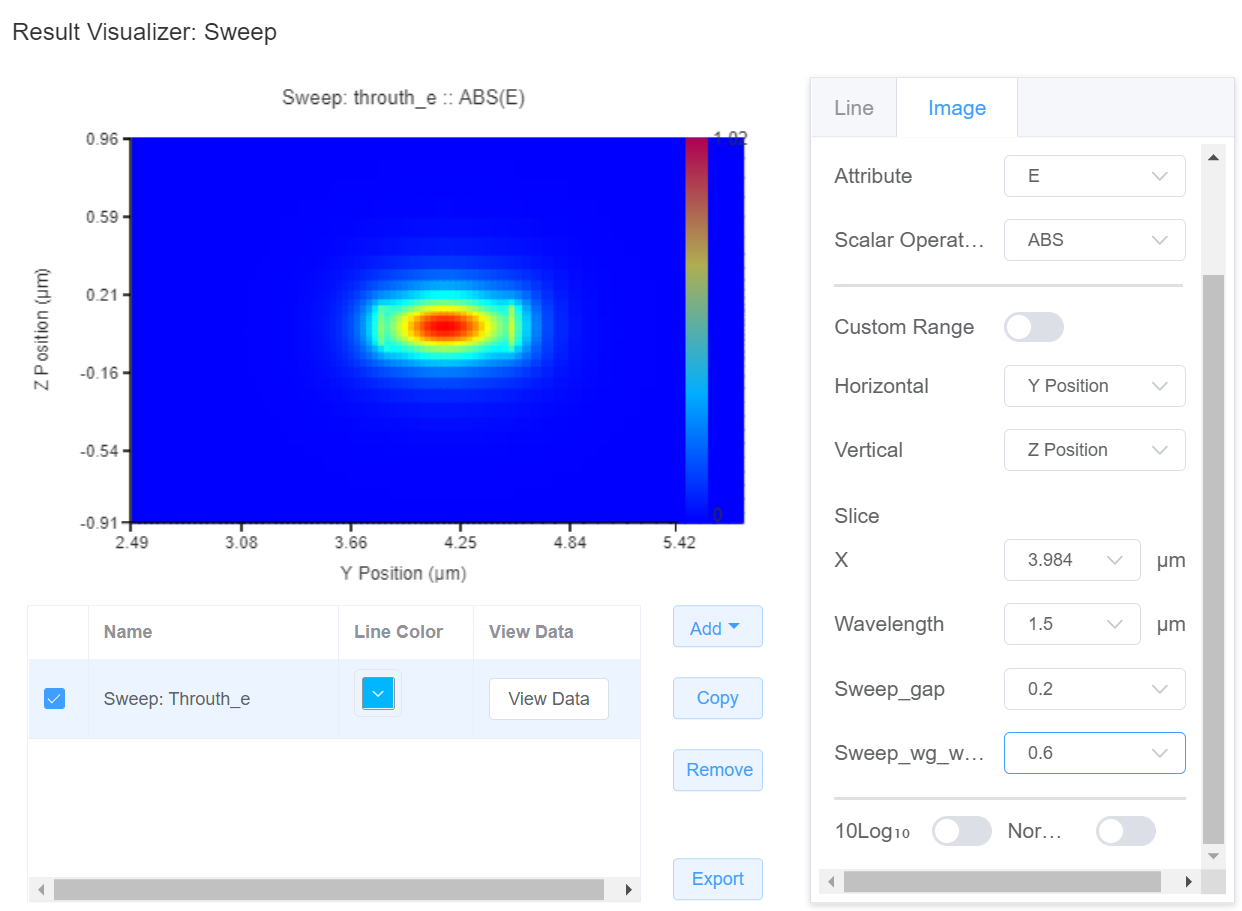 Result Visualizer: Sweep
Sweep: throuth_e :: ABS(E)
0.96
0.59
0.21
-0.16
-0.54
-0.91
Z Position (μm)
2.49 3.08 3.66 4.25 4.84 5.42
Y Position (μm)
1.02
0
Name Line Color View Data
Sweep: Throuth_e View Data
Add
Copy
Remove
Export
Line Image
Attribute E
Scalar Operat... ABS
Custom Range
Horizontal Y Position
Vertical Z Position
Slice
X 3.984 μm
Wavelength 1.5 μm
Sweep_gap 0.2
Sweep_wg_w... 0.6
10Log₁₀ Nor...